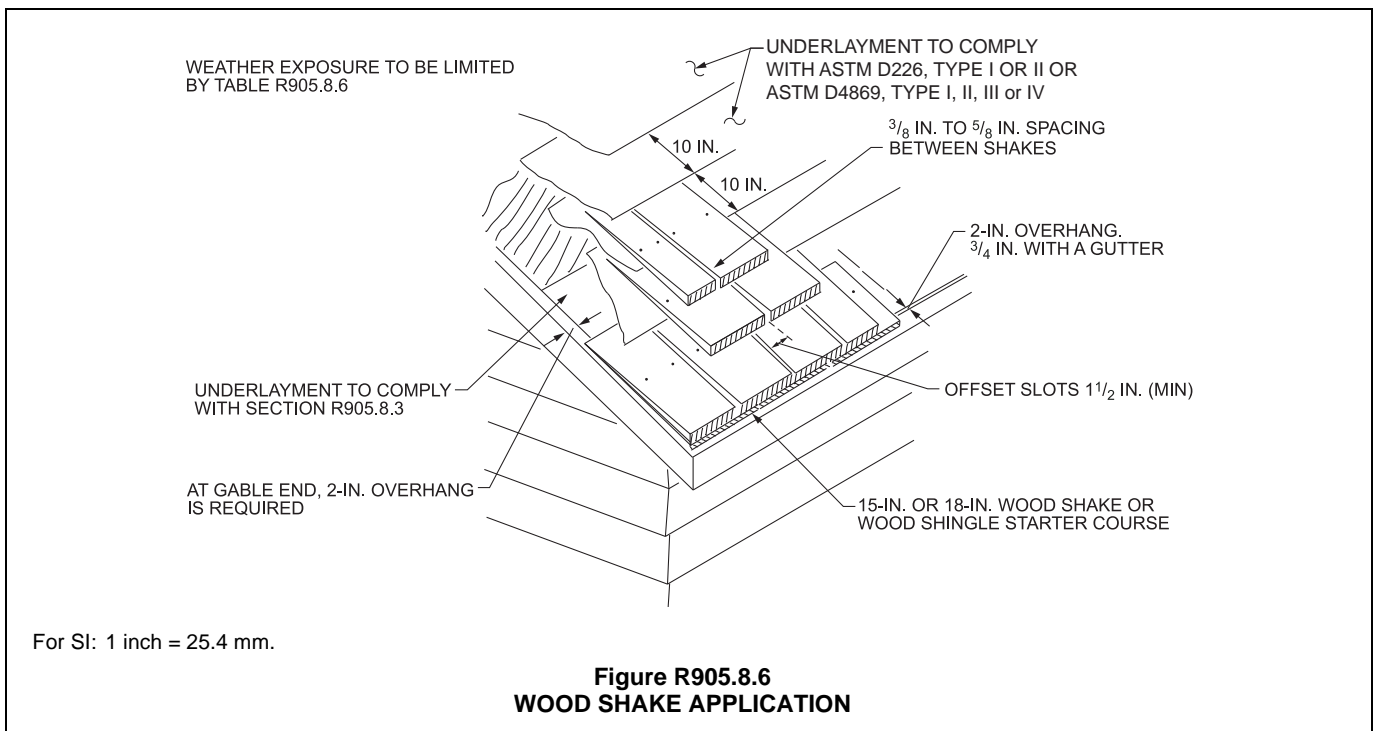 WEATHER EXPOSURE TO BE LIMITED
BY TABLE R905.8.6
UNDERLAYMENT TO COMPLY
WITH ASTM D226, TYPE I OR II OR
ASTM D4869, TYPE I, II, III or IV
3/8 IN. TO 5/8 IN. SPACING
BETWEEN SHAKES
10 IN.
10 IN.
2-IN. OVERHANG.
3/4 IN. WITH A GUTTER
UNDERLAYMENT TO COMPLY
WITH SECTION R905.8.3
OFFSET SLOTS 1 1/2 IN. (MIN)
AT GABLE END, 2-IN. OVERHANG
IS REQUIRED
15-IN. OR 18-IN. WOOD SHAKE OR
WOOD SHINGLE STARTER COURSE
For SI: 1 inch = 25.4 mm.
Figure R905.8.6
WOOD SHAKE APPLICATION